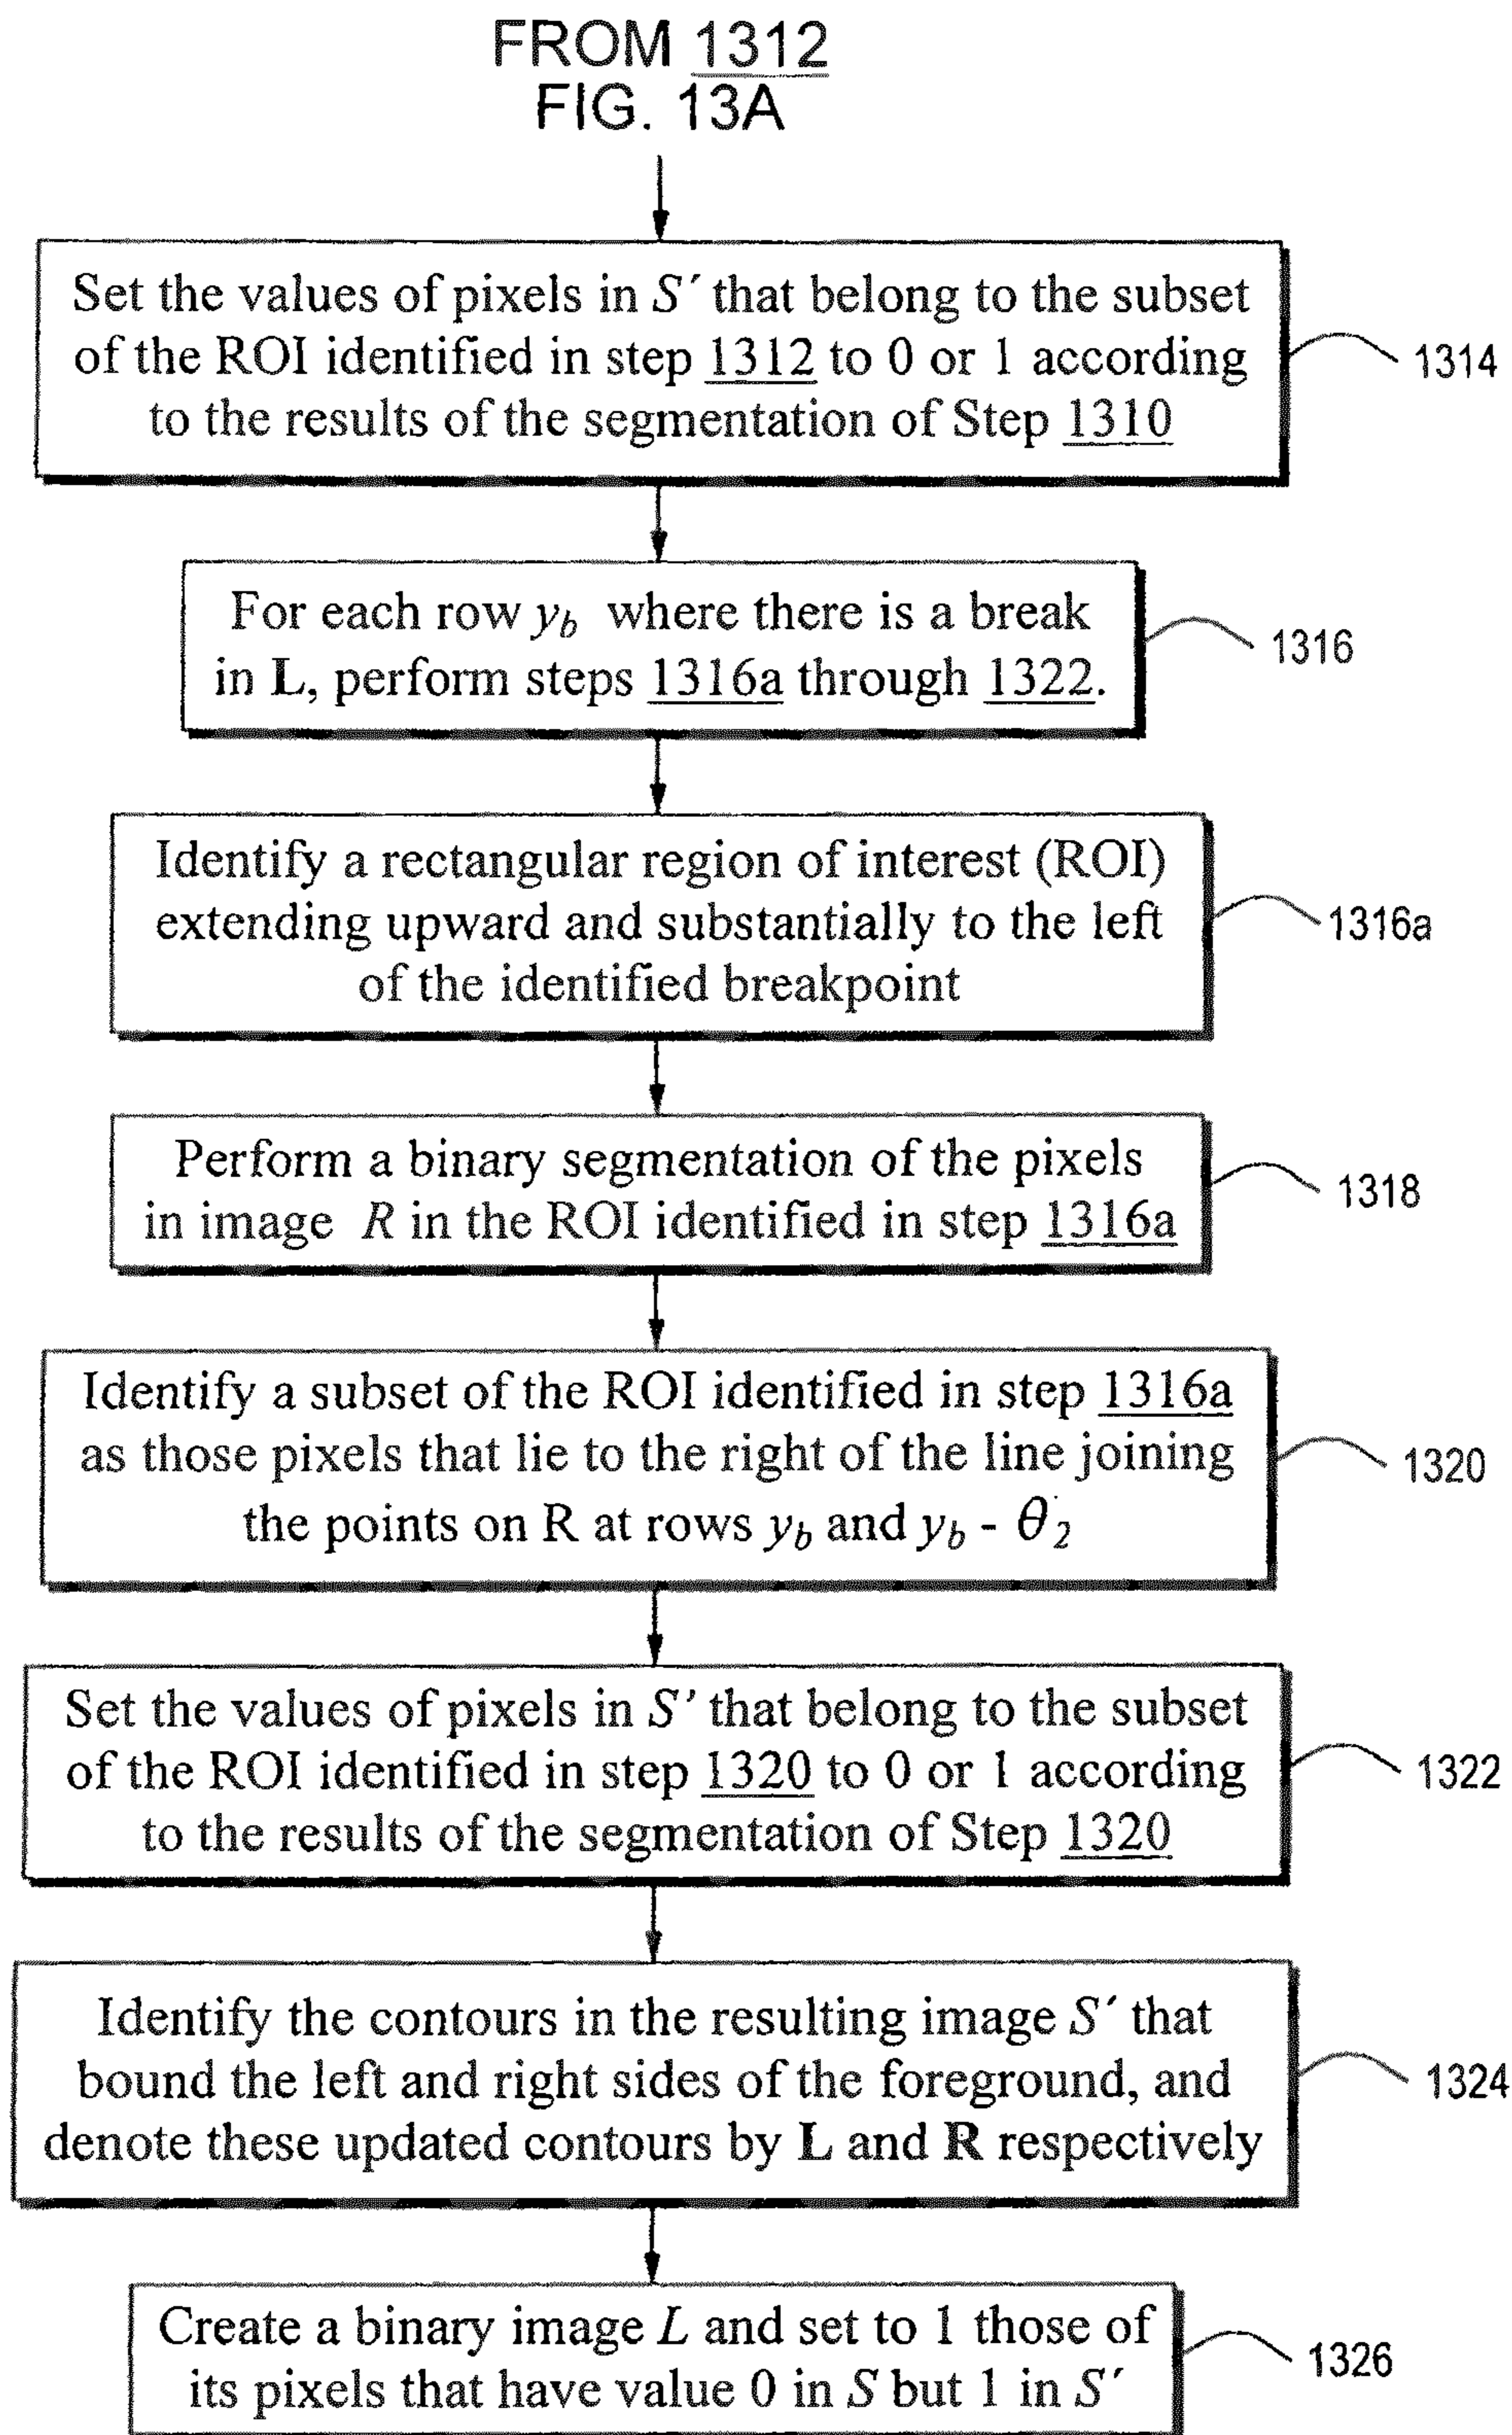 FROM 1312
FIG. 13A
Set the values of pixels in S´ that belong to the subset
of the ROI identified in step 1312 to 0 or 1 according
to the results of the segmentation of Step 1310
1314
For each row yb where there is a break
in L, perform steps 1316a through 1322.
1316
Identify a rectangular region of interest (ROI)
extending upward and substantially to the left
of the identified breakpoint
1316a
Perform a binary segmentation of the pixels
in image R in the ROI identified in step 1316a
1318
Identify a subset of the ROI identified in step 1316a
as those pixels that lie to the right of the line joining
the points on R at rows yb and yb - θ2
1320
Set the values of pixels in S' that belong to the subset
of the ROI identified in step 1320 to 0 or 1 according
to the results of the segmentation of Step 1320
1322
Identify the contours in the resulting image S´ that
bound the left and right sides of the foreground, and
denote these updated contours by L and R respectively
1324
Create a binary image L and set to 1 those of
its pixels that have value 0 in S but 1 in S´
1326